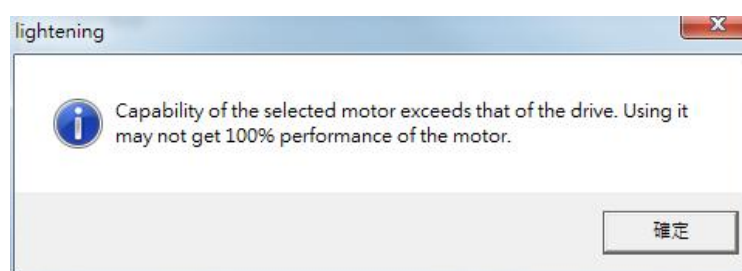 lightening
Capability of the selected motor exceeds that of the drive. Using it
may not get 100% performance of the motor.
確定